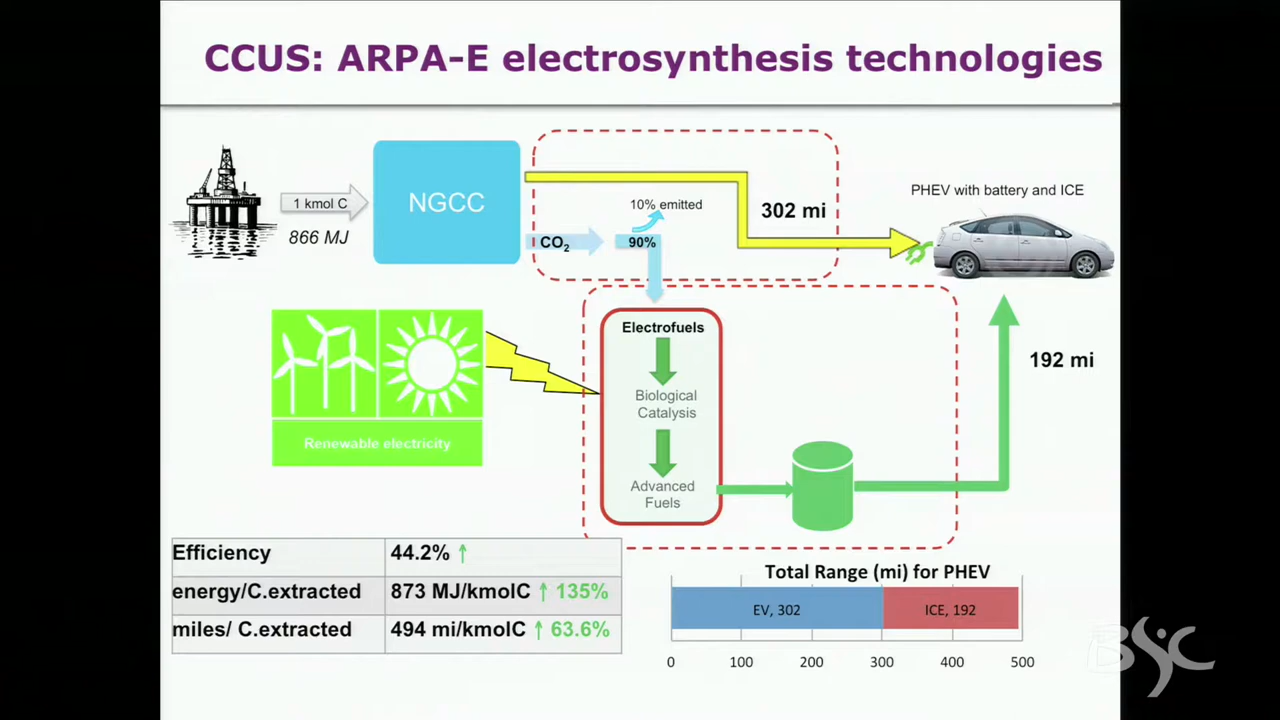 CCUS: ARPA-E electrosynthesis technologies
1 kmol C
866 MJ
NGCC
10% emitted
CO₂
90%
302 mi
PHEV with battery and ICE
Electrofuels
Biological
Catalysis
Advanced
Fuels
192 mi
Renewable electricity
Efficiency 44.2% ↑
energy/C.extracted 873 MJ/kmolC ↑ 135%
miles/ C.extracted 494 mi/kmolC ↑ 63.6%
Total Range (mi) for PHEV
EV, 302 ICE, 192
0 100 200 300 400 500
BSC